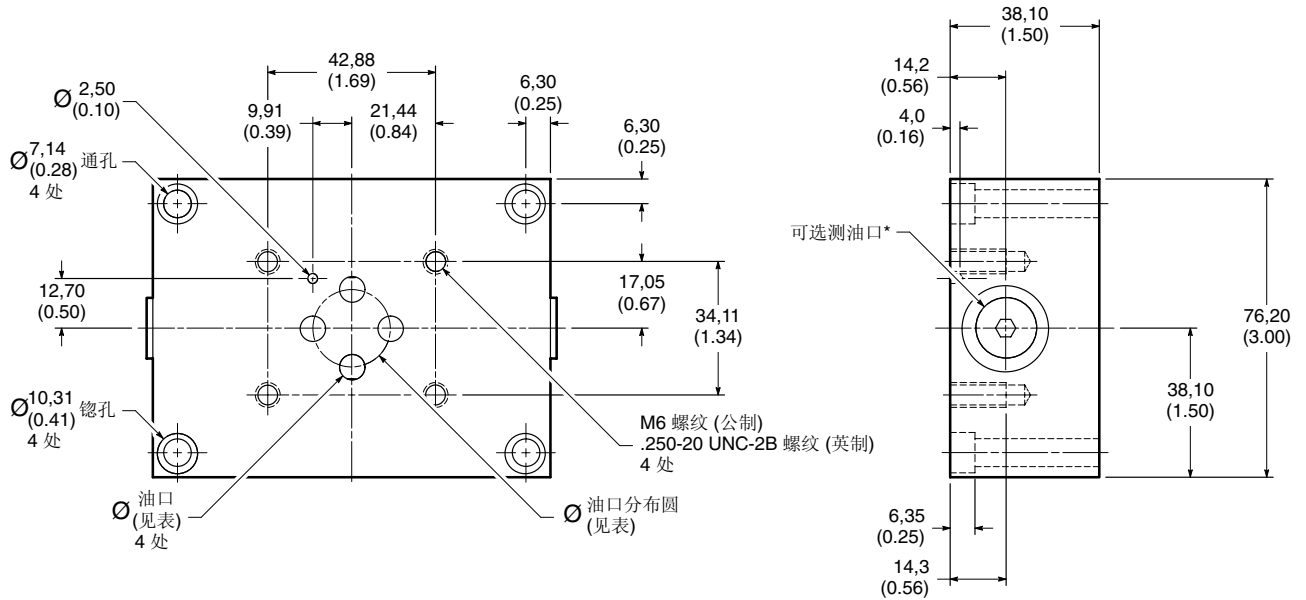 42,88
(1.69)
Ø 2,50
(0.10)
9,91
(0.39)
21,44
(0.84)
6,30
(0.25)
6,30
(0.25)
Ø 7,14
(0.28) 通孔
4 处
12,70
(0.50)
17,05
(0.67)
34,11
(1.34)
Ø 10,31
(0.41) 锪孔
4 处
M6 螺纹 (公制)
.250-20 UNC-2B 螺纹 (英制)
4 处
Ø 油口
(见表)
4 处
Ø 油口分布圆
(见表)
38,10
(1.50)
14,2
(0.56)
4,0
(0.16)
可选测油口*
76,20
(3.00)
38,10
(1.50)
6,35
(0.25)
14,3
(0.56)